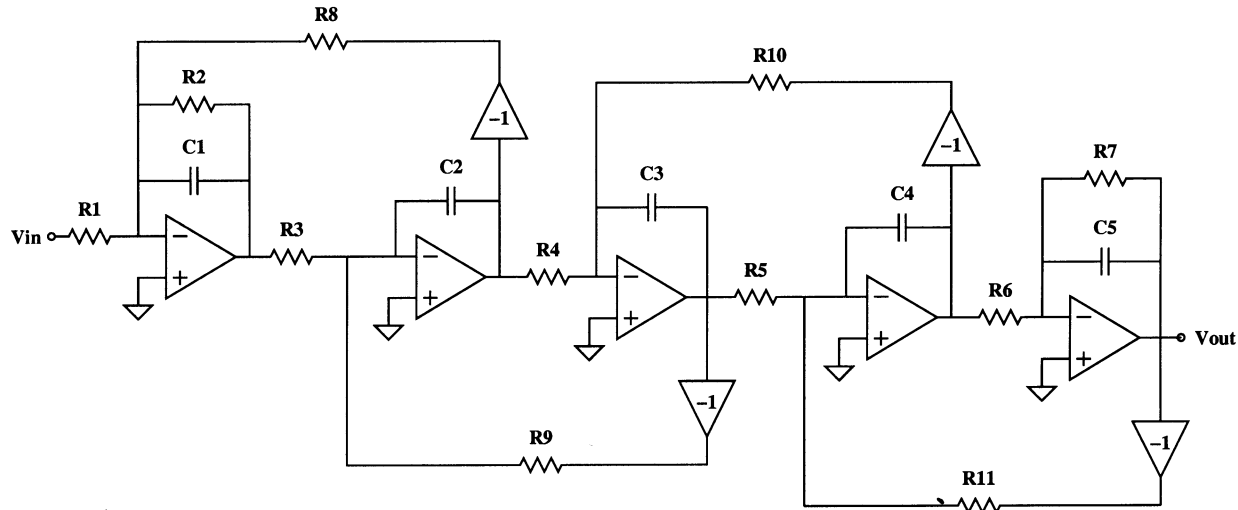 R8
R10
R2
-1
-1
C1
C2
C3
C4
R7
C5
R1
Vin
R3
R4
R5
R6
Vout
-
+
-
+
-
+
-
+
-
+
-1
-1
R9
R11